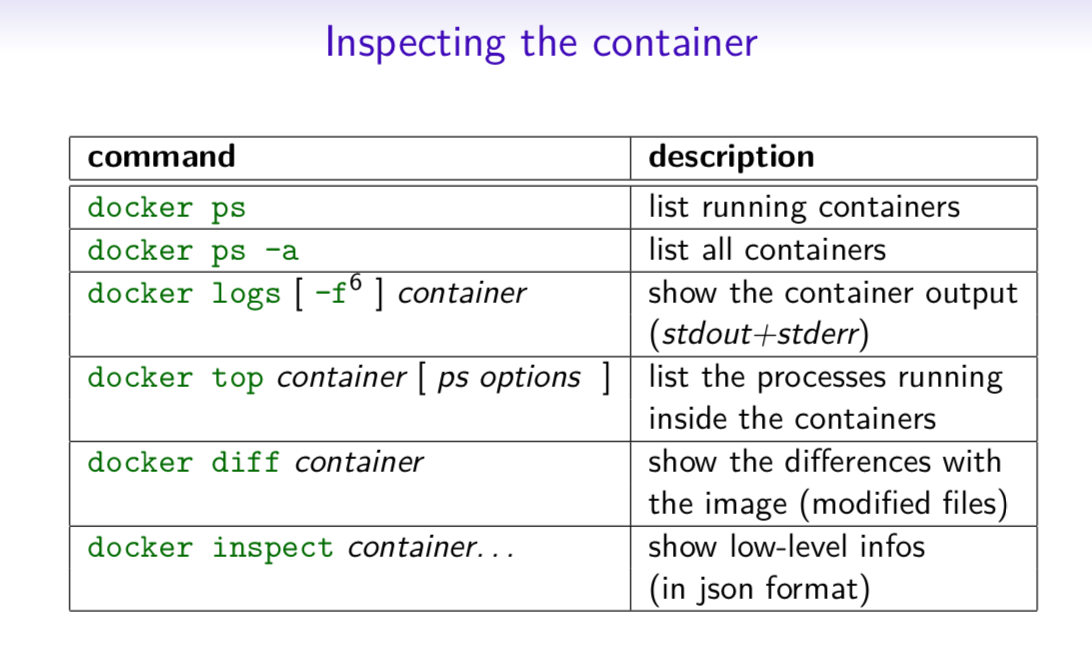 Inspecting the container
command description
docker ps list running containers
docker ps -a list all containers
docker logs [ -f⁶ ] container show the container output
(stdout+stderr)
docker top container [ ps options ] list the processes running
inside the containers
docker diff container show the differences with
the image (modified files)
docker inspect container... show low-level infos
(in json format)